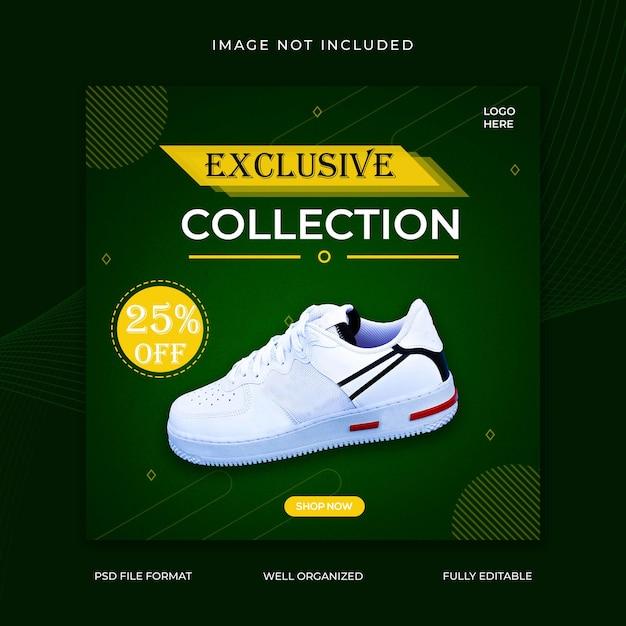 IMAGE NOT INCLUDED
LOGO
HERE
EXCLUSIVE
COLLECTION
25%
OFF
SHOP NOW
PSD FILE FORMAT
WELL ORGANIZED
FULLY EDITABLE